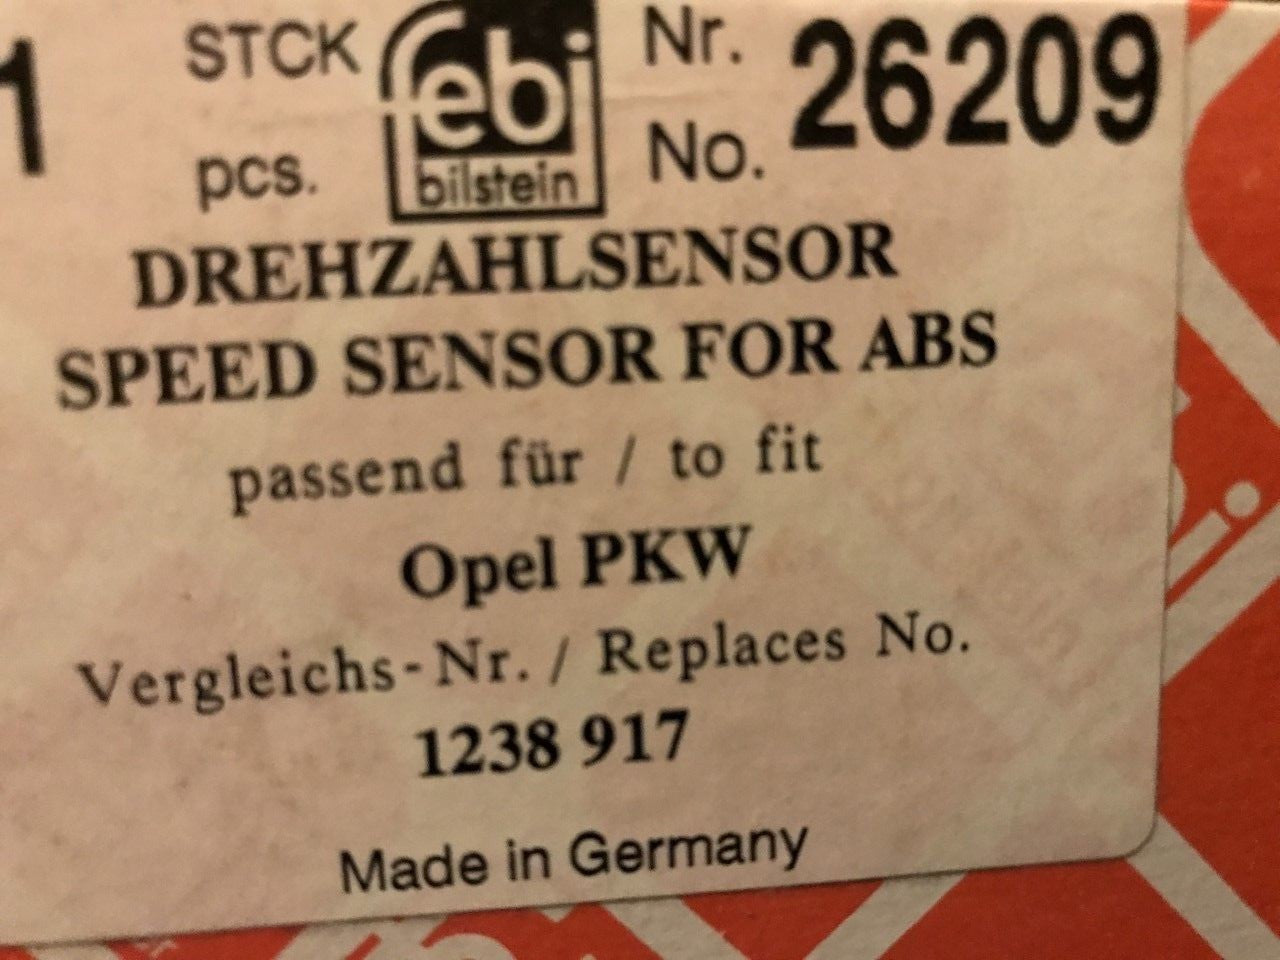 1 STCK febi Nr. 26209
pcs. bilstein No.
DREHZAHLSENSOR
SPEED SENSOR FOR ABS
passend für / to fit
Opel PKW
Vergleichs-Nr. / Replaces No.
1238 917
Made in Germany